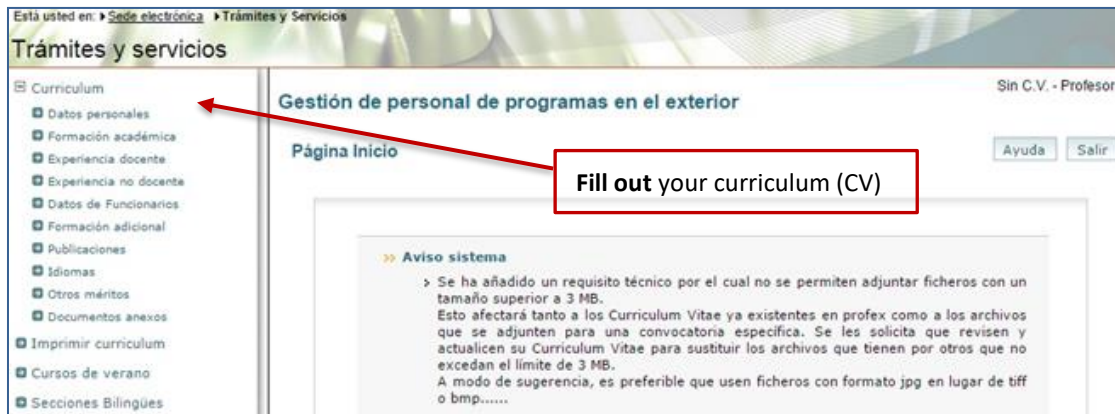 Está usted en: Sede electrónica Trámites y Servicios
Trámites y servicios
Curriculum
Datos personales
Formación académica
Experiencia docente
Experiencia no docente
Datos de Funcionarios
Formación adicional
Publicaciones
Idiomas
Otros méritos
Documentos anexos
Imprimir curriculum
Cursos de verano
Secciones Bilingües
Sin C.V. - Profesor
Gestión de personal de programas en el exterior
Página Inicio
Ayuda Salir
Fill out your curriculum (CV)
Aviso sistema
Se ha añadido un requisito técnico por el cual no se permiten adjuntar ficheros con un
tamaño superior a 3 MB.
Esto afectará tanto a los Curriculum Vitae ya existentes en profex como a los archivos
que se adjunten para una convocatoria específica. Se les solicita que revisen y
actualicen su Curriculum Vitae para sustituir los archivos que tienen por otros que no
excedan el límite de 3 MB.
A modo de sugerencia, es preferible que usen ficheros con formato jpg en lugar de tiff
o bmp......